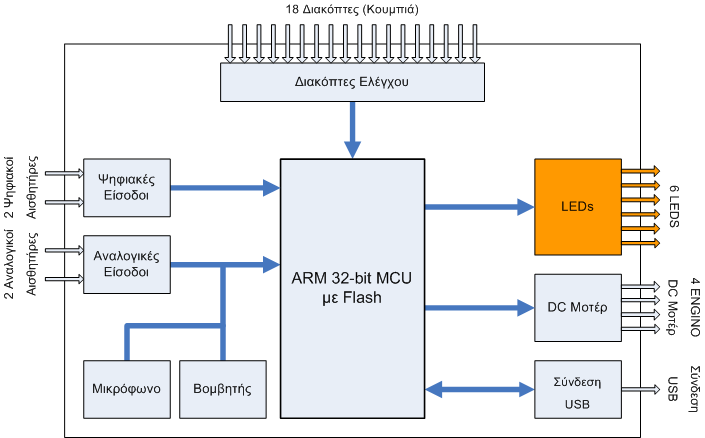 18 Διακόπτες (Κουμπιά)
Διακόπτες Ελέγχου
2 Ψηφιακοί
Αισθητήρες
Ψηφιακές
Είσοδοι
2 Αναλογικοί
Αισθητήρες
Αναλογικές
Είσοδοι
Μικρόφωνο
Βομβητής
ARM 32-bit MCU
με Flash
LEDs
6 LEDS
DC Μοτέρ
4 ENGINO
DC Μοτέρ
Σύνδεση
USB
Σύνδεση
USB